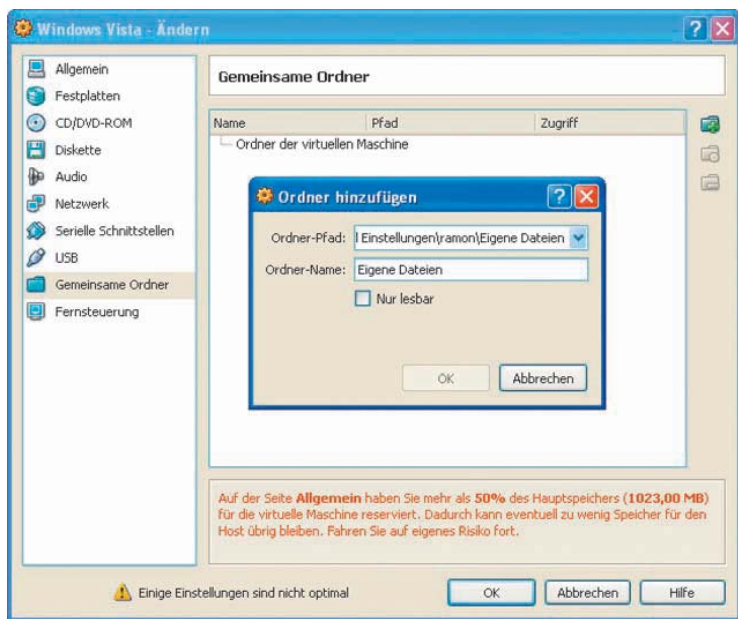 Windows Vista - Ändern
Allgemein
Festplatten
CD/DVD-ROM
Diskette
Audio
Netzwerk
Serielle Schnittstellen
USB
Gemeinsame Ordner
Fernsteuerung
Gemeinsame Ordner
Name Pfad Zugriff
Ordner der virtuellen Maschine
Ordner hinzufügen
Ordner-Pfad: l Einstellungen\ramon\Eigene Dateien
Ordner-Name: Eigene Dateien
Nur lesbar
OK Abbrechen
Auf der Seite Allgemein haben Sie mehr als 50% des Hauptspeichers (1023,00 MB)
für die virtuelle Maschine reserviert. Dadurch kann eventuell zu wenig Speicher für den
Host übrig bleiben. Fahren Sie auf eigenes Risiko fort.
Einige Einstellungen sind nicht optimal
OK Abbrechen Hilfe